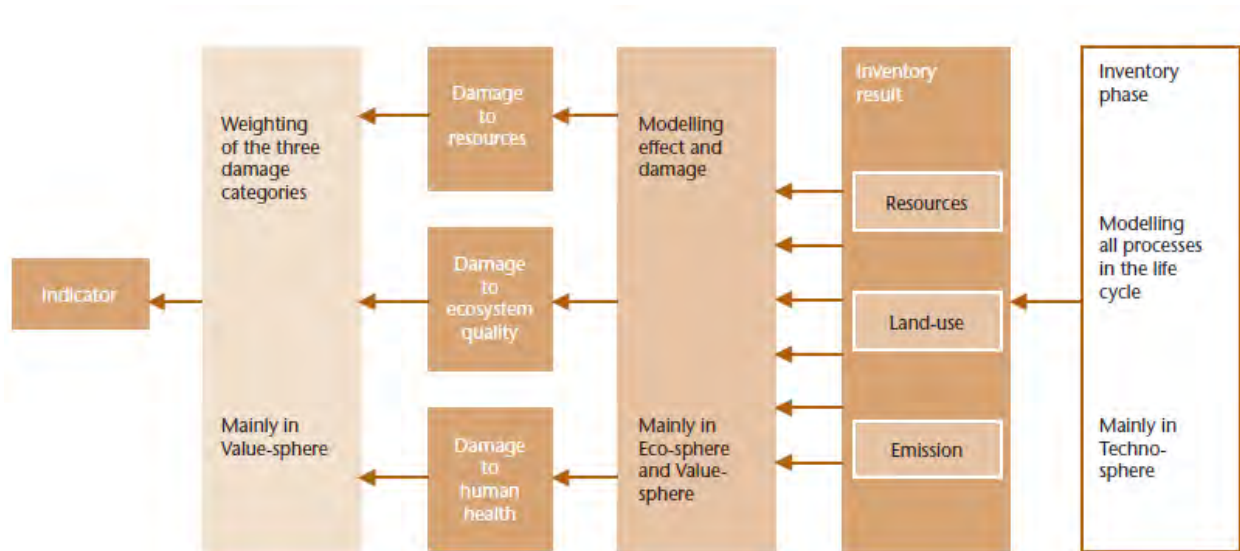 Indicator
Weighting
of the three
damage
categories
Mainly in
Value-sphere
Damage
to
resources
Damage
to
ecosystem
quality
Damage
to
human
health
Modelling
effect and
damage
Mainly in
Eco-sphere
and Value-
sphere
Inventory
result
Resources
Land-use
Emission
Inventory
phase
Modelling
all processes
in the life
cycle
Mainly in
Techno-
sphere